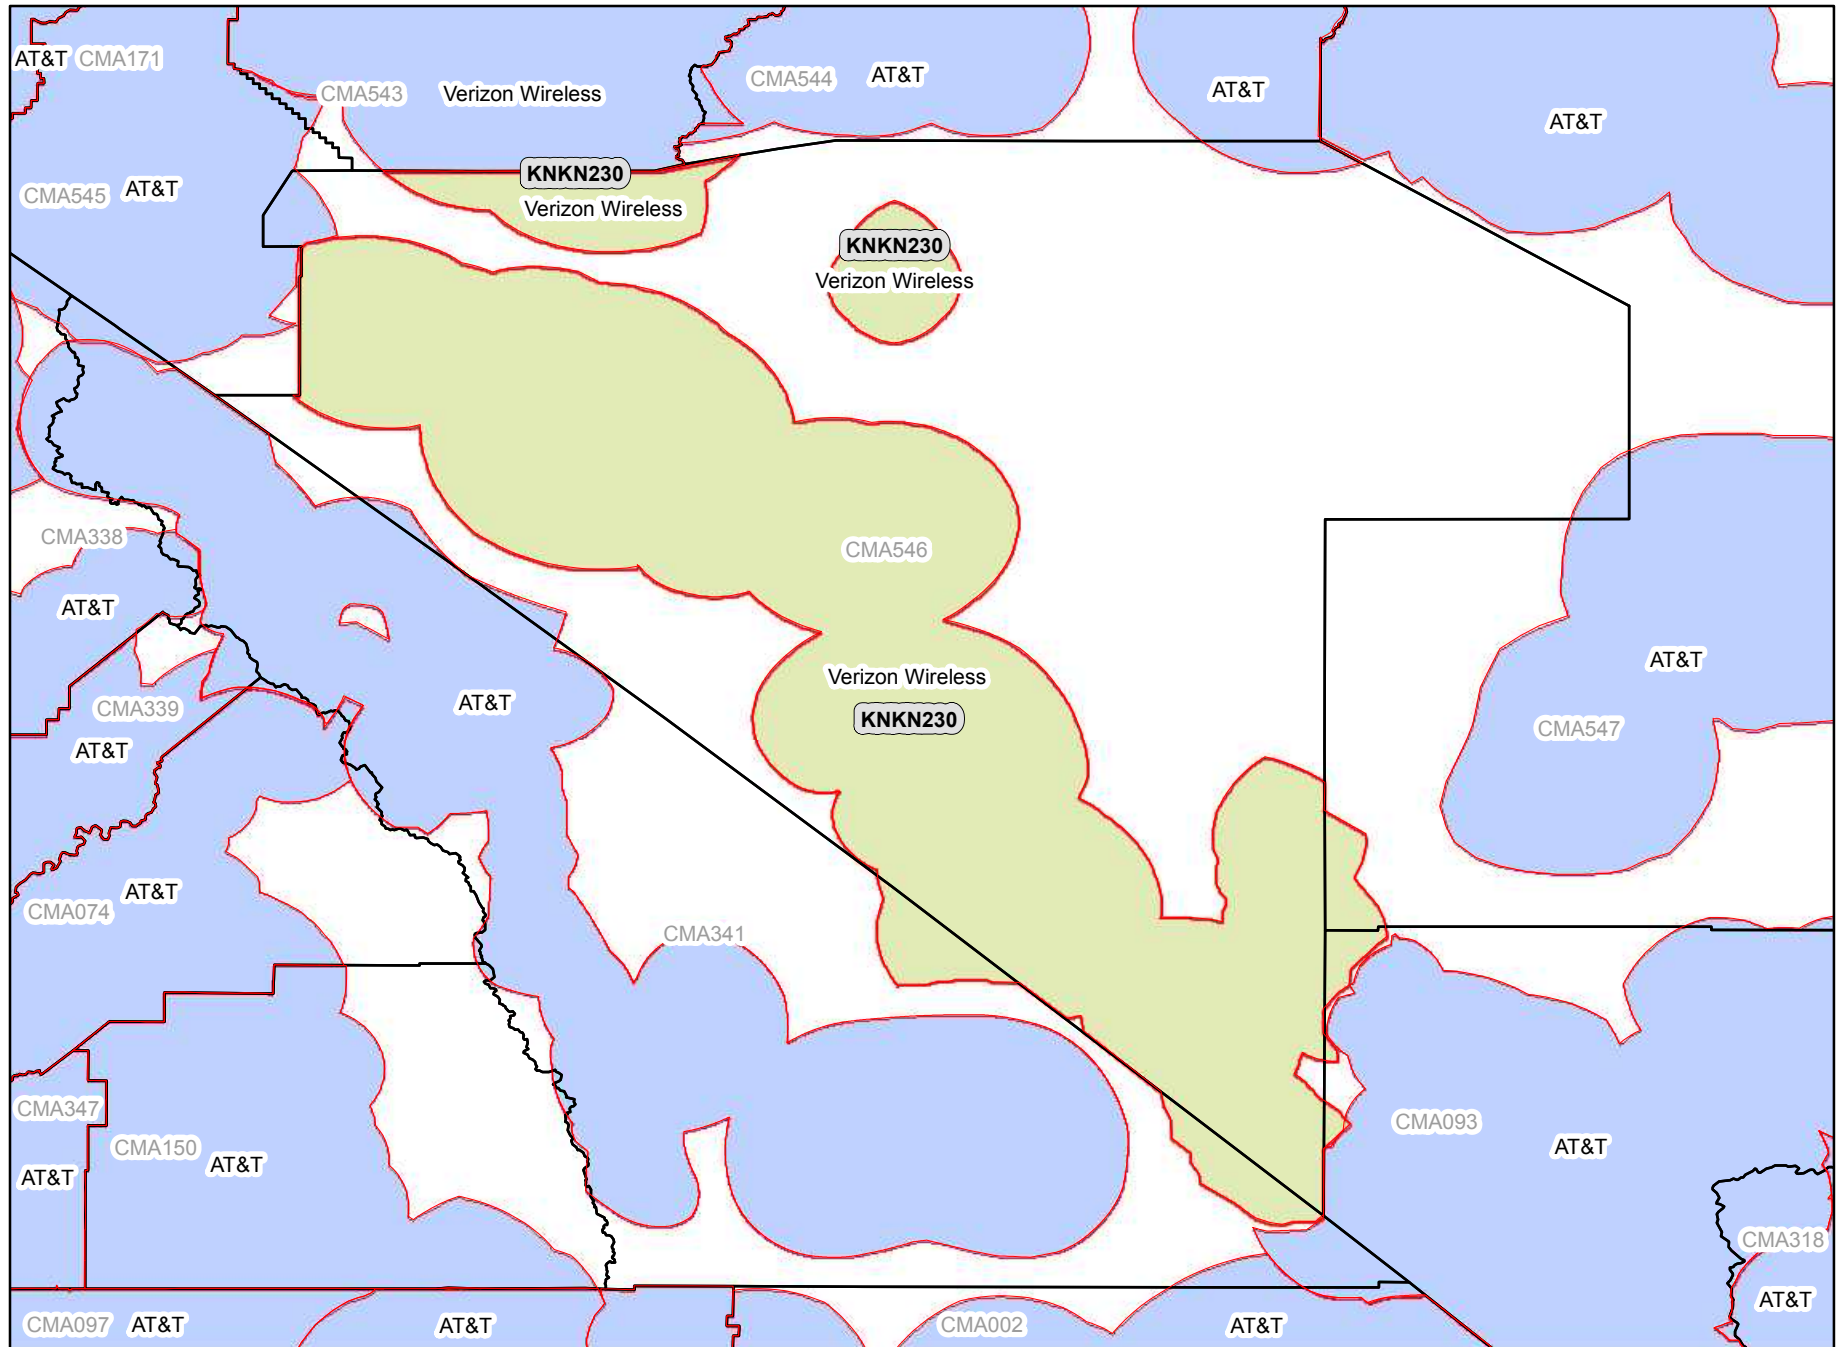 AT&T CMA171
CMA543
Verizon Wireless
CMA544
AT&T
AT&T
AT&T
CMA545
AT&T
KNKN230
Verizon Wireless
KNKN230
Verizon Wireless
CMA338
AT&T
CMA546
CMA339
AT&T
AT&T
Verizon Wireless
KNKN230
AT&T
CMA547
CMA074
AT&T
CMA341
CMA347
CMA150
AT&T
AT&T
CMA093
AT&T
CMA318
AT&T
CMA097
AT&T
AT&T
CMA002
AT&T